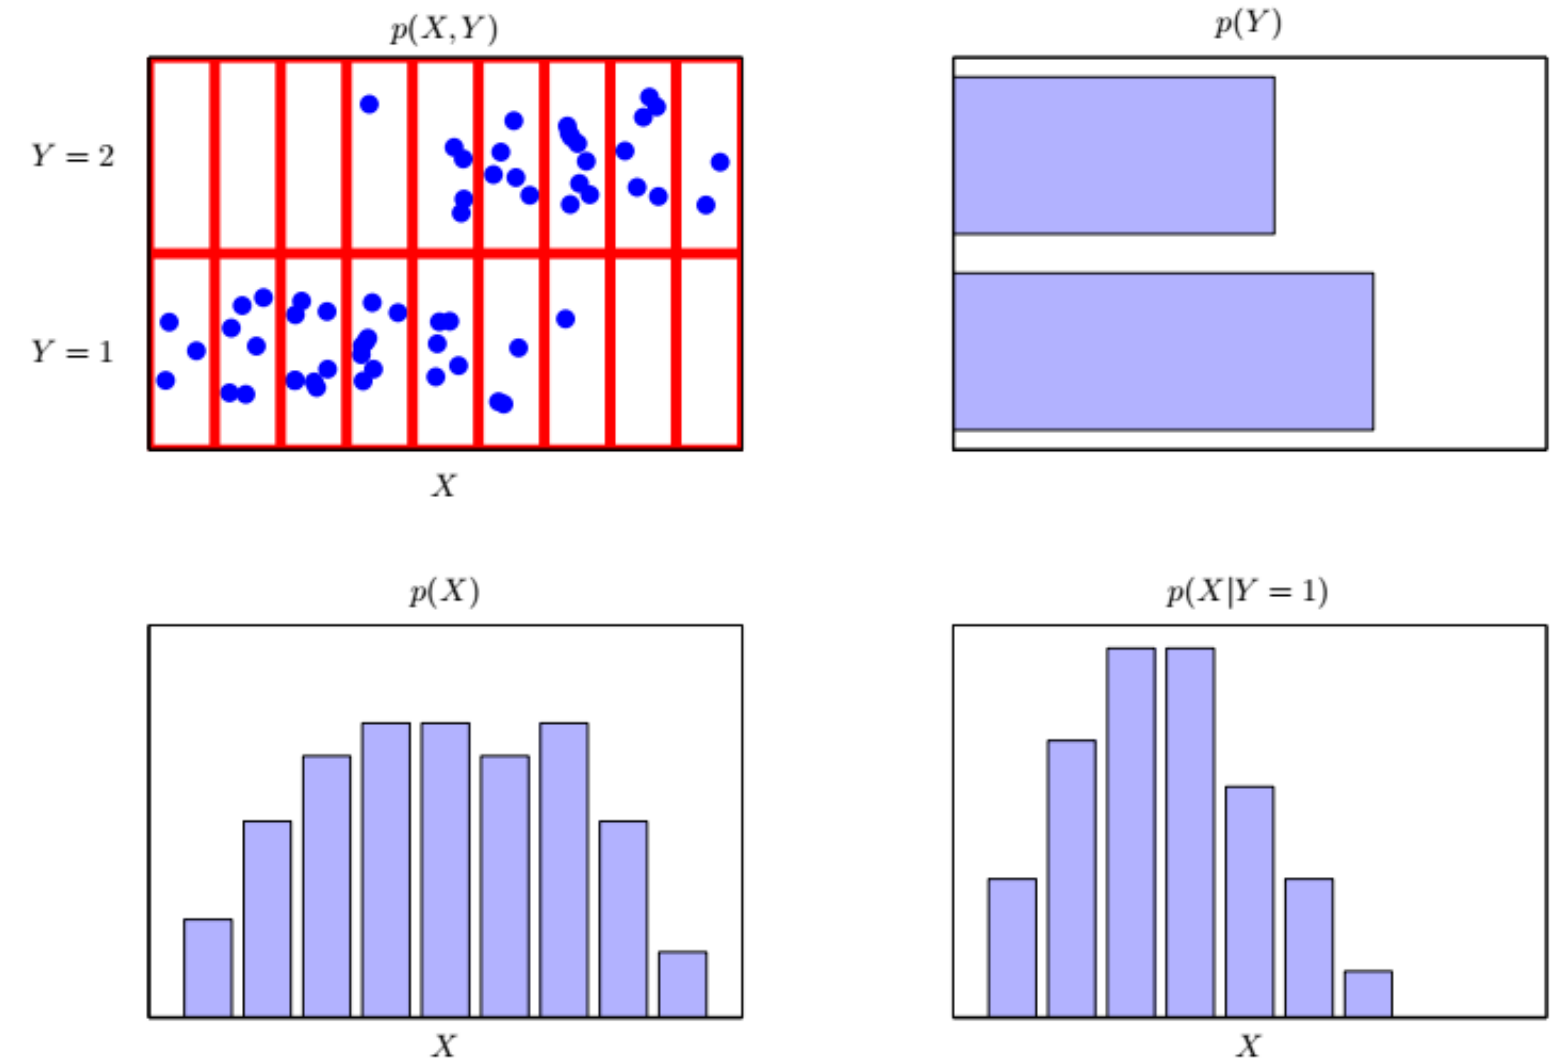 p(X, Y)
p(Y)
Y = 2
Y = 1
X
p(X)
p(X|Y = 1)
X
X